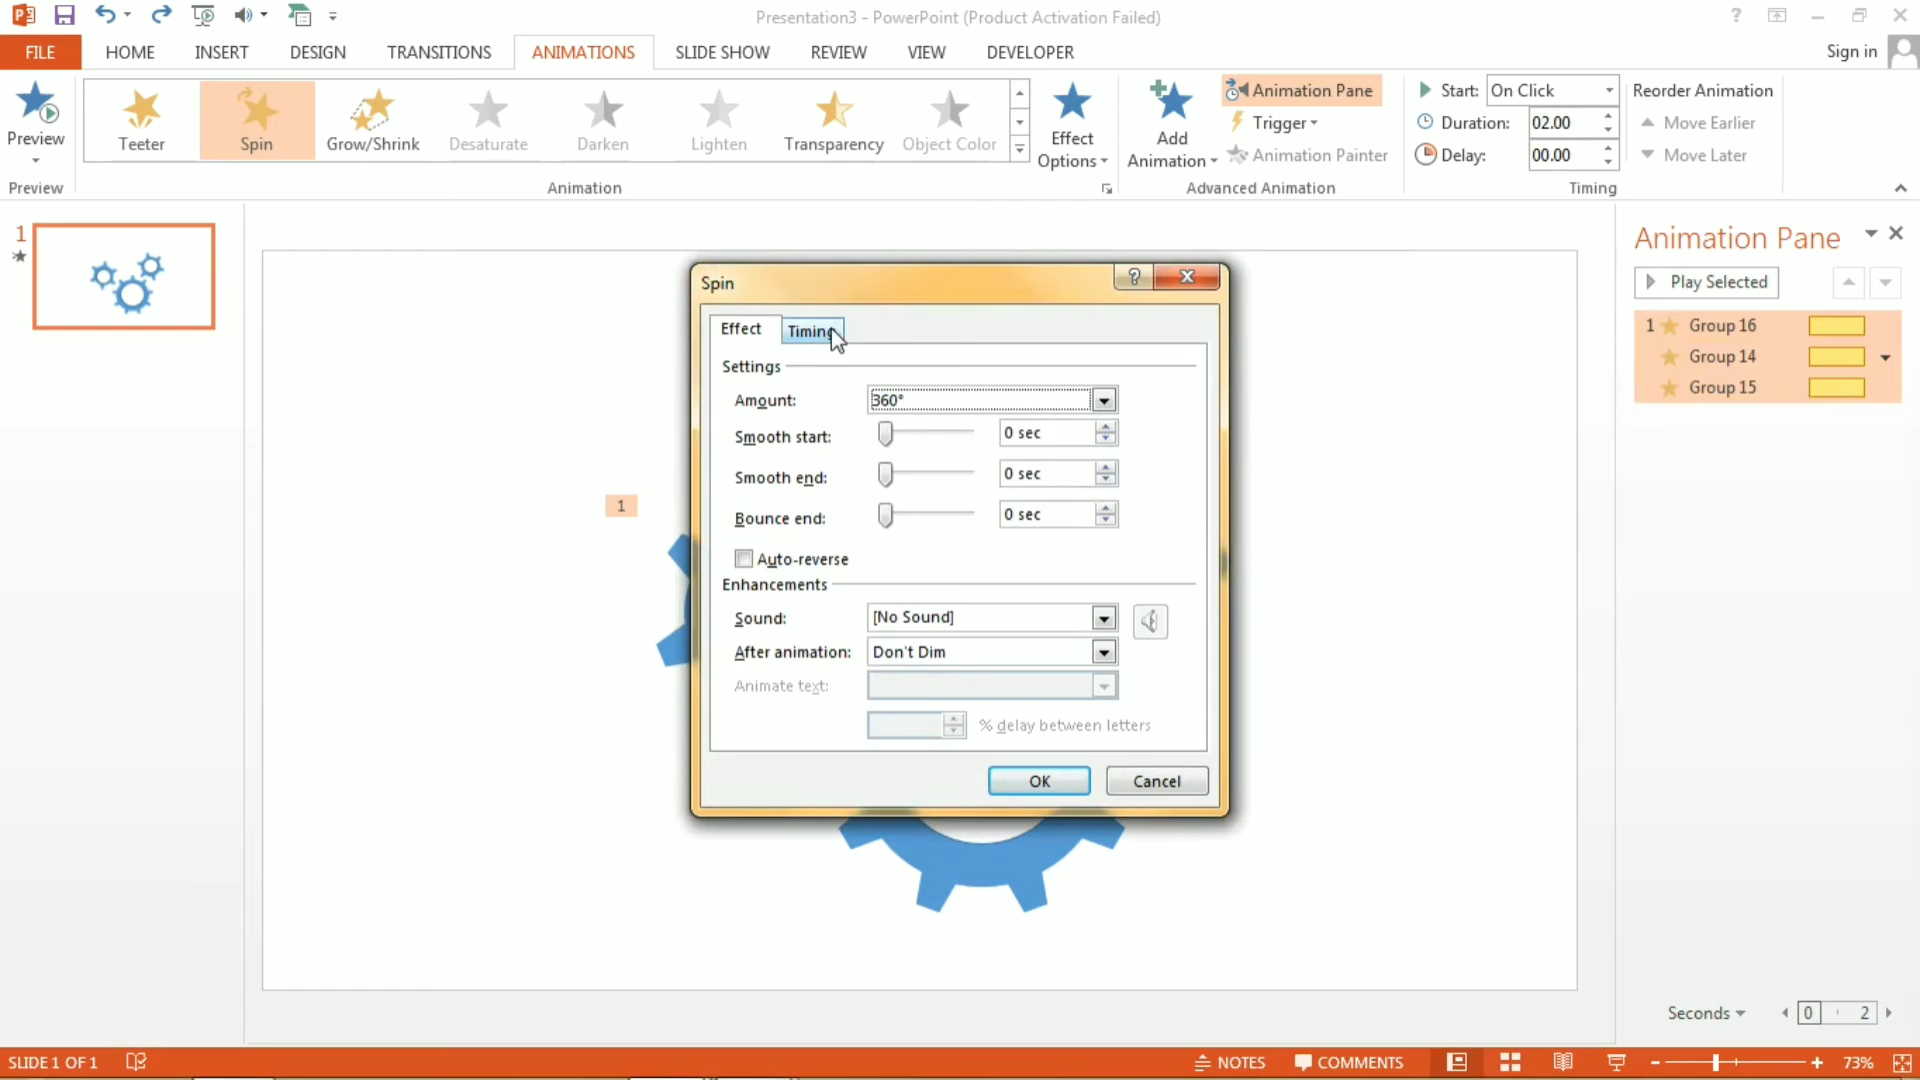 Presentation3 - PowerPoint (Product Activation Failed)
?
FILE HOME INSERT DESIGN TRANSITIONS ANIMATIONS SLIDE SHOW REVIEW VIEW DEVELOPER Sign in
Preview
Teeter Spin Grow/Shrink Desaturate Darken Lighten Transparency Object Color
Effect Options
Add Animation
Animation Pane
Trigger
Animation Painter
Start: On Click
Duration: 02.00
Delay: 00.00
Reorder Animation
Move Earlier
Move Later
Preview Animation Advanced Animation Timing
1
1
Spin
?
Effect Timing
Settings
Amount: 360°
Smooth start: 0 sec
Smooth end: 0 sec
Bounce end: 0 sec
Auto-reverse
Enhancements
Sound: [No Sound]
After animation: Don't Dim
Animate text:
% delay between letters
OK Cancel
Animation Pane
Play Selected
1 Group 16
Group 14
Group 15
Seconds 0 2
SLIDE 1 OF 1 NOTES COMMENTS 73%